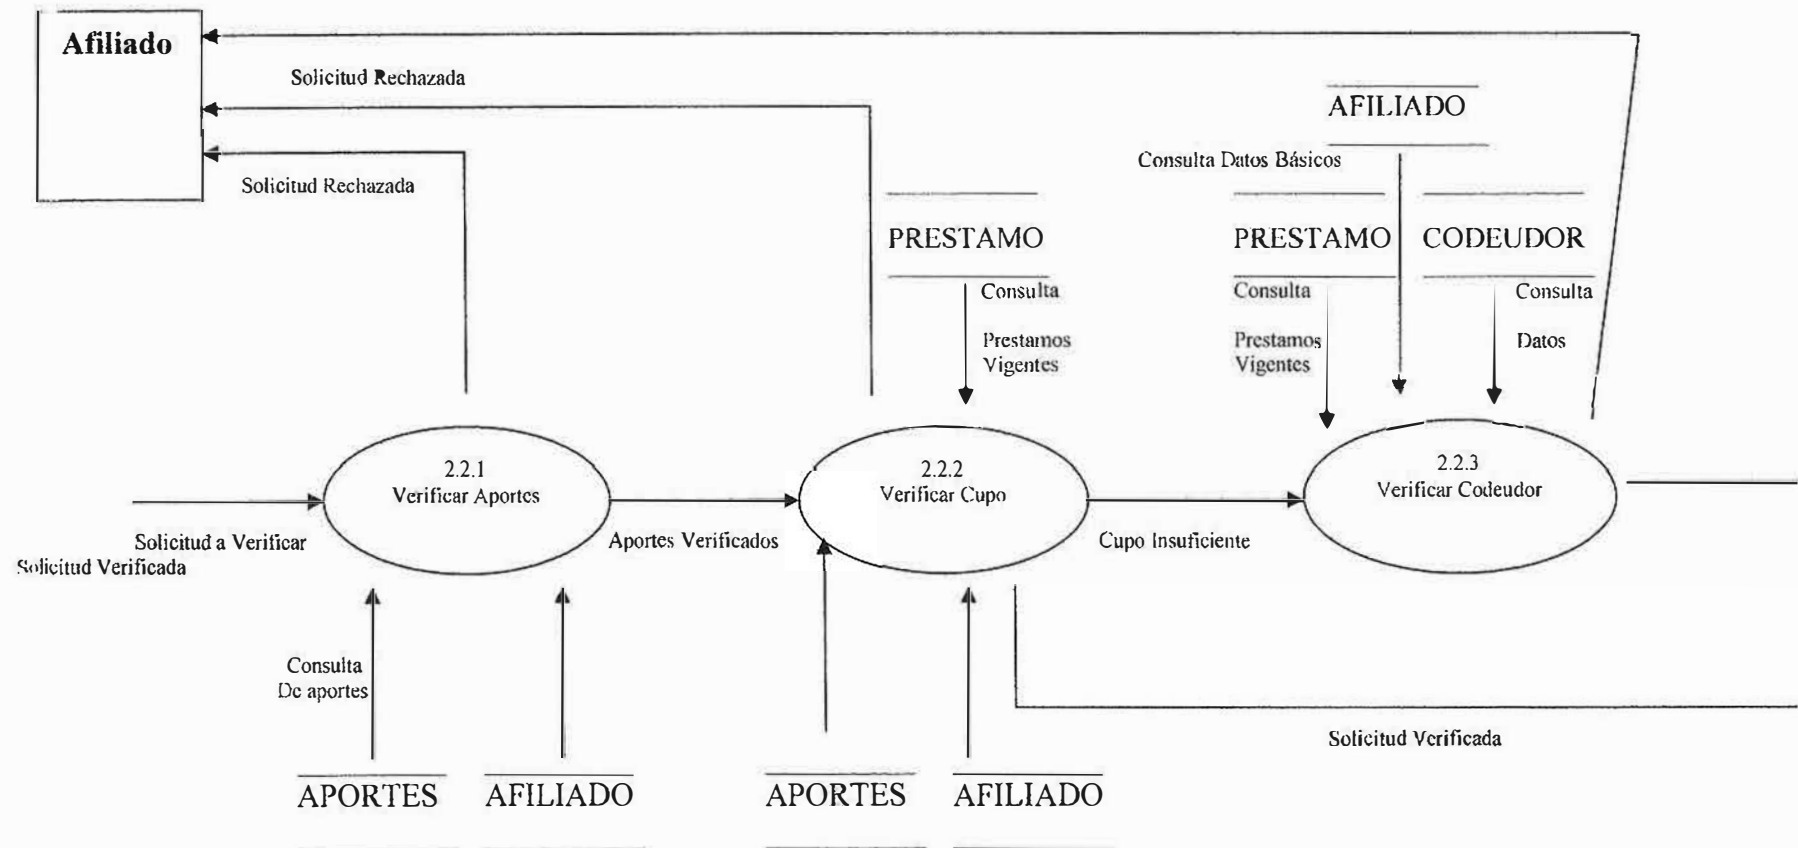 Afiliado
Solicitud Rechazada
AFILIADO
Consulta Datos Básicos
Solicitud Rechazada
PRESTAMO
PRESTAMO
CODEUDOR
Consulta
Prestamos
Vigentes
Consulta
Prestamos
Vigentes
Consulta
Datos
2.2.1
Verificar Aportes
2.2.2
Verificar Cupo
2.2.3
Verificar Codeudor
Solicitud a Verificar
Solicitud Verificada
Aportes Verificados
Cupo Insuficiente
Consulta
De aportes
Solicitud Verificada
APORTES
AFILIADO
APORTES
AFILIADO